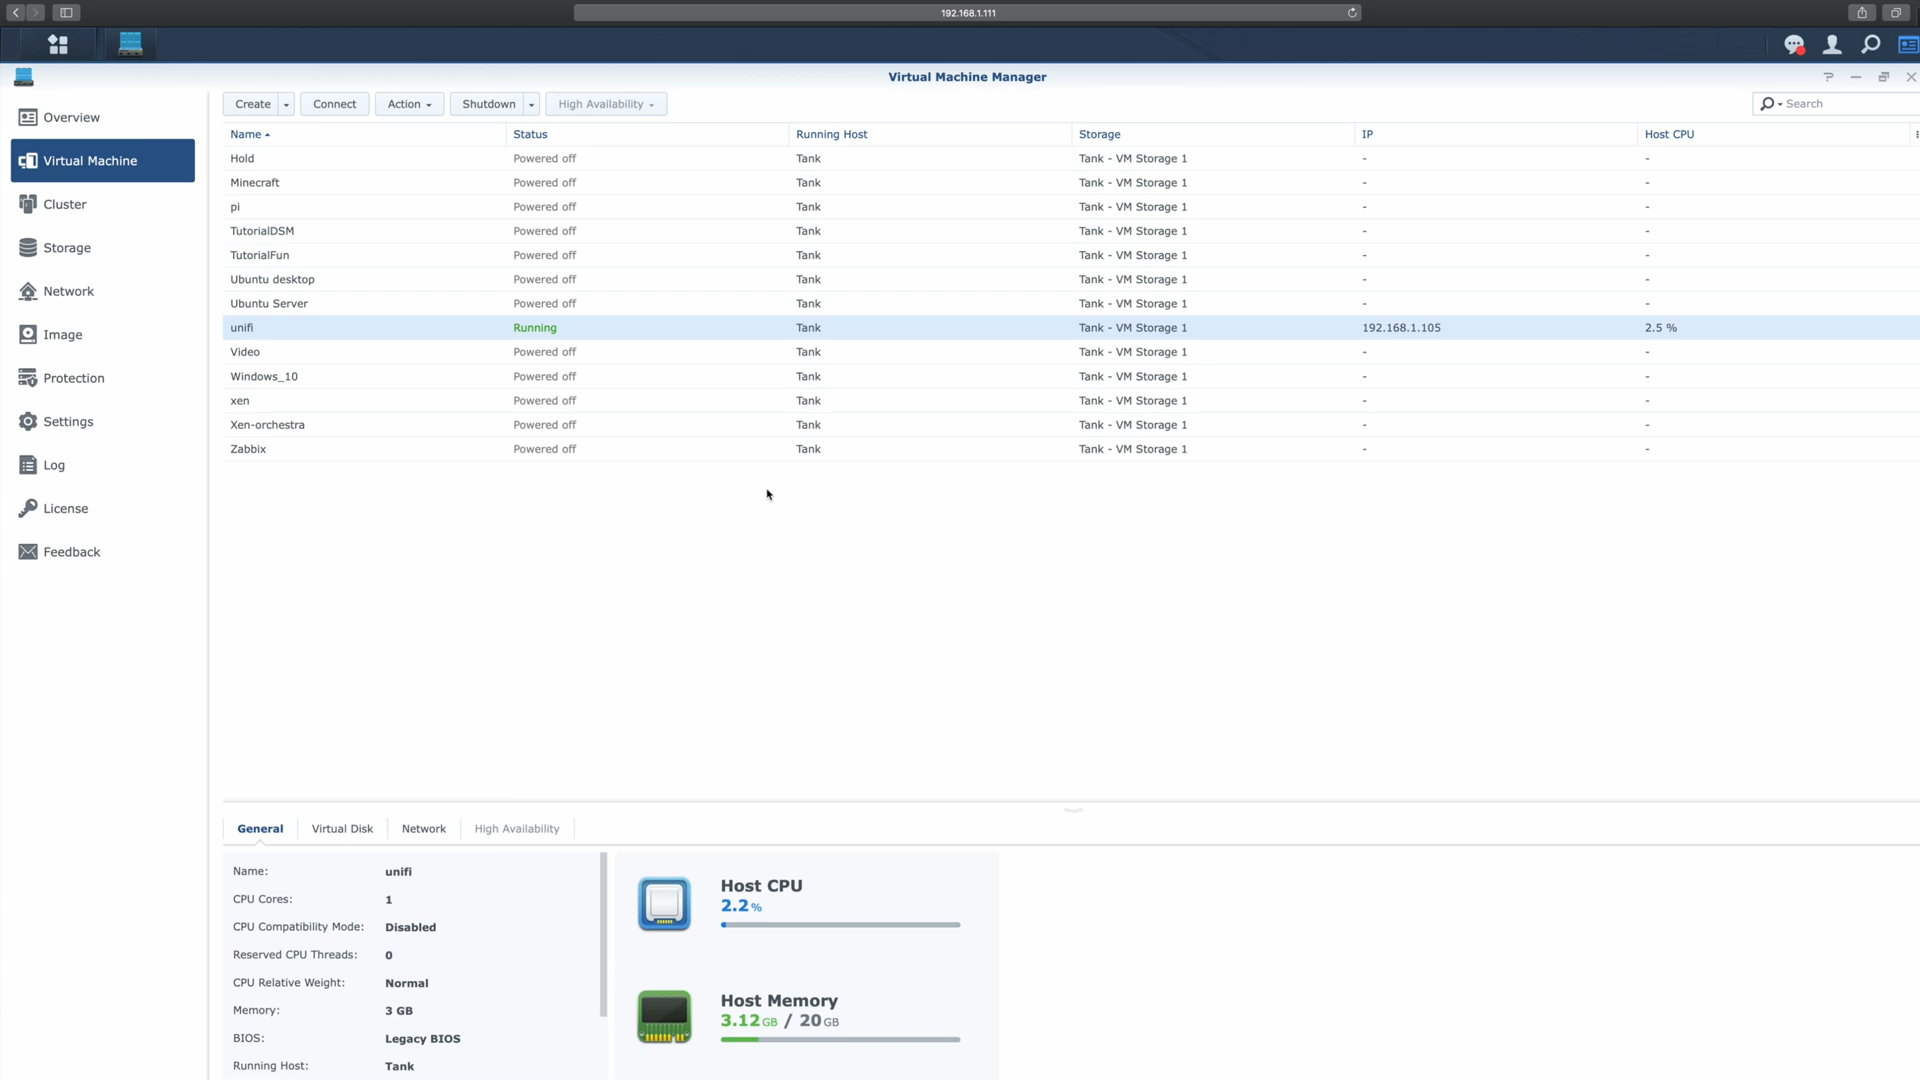 192.168.1.111
Virtual Machine Manager
?
Overview
Virtual Machine
Cluster
Storage
Network
Image
Protection
Settings
Log
License
Feedback
Create Connect Action Shutdown High Availability Search
Name Status Running Host Storage IP Host CPU
Hold Powered off Tank Tank - VM Storage 1 - -
Minecraft Powered off Tank Tank - VM Storage 1 - -
pi Powered off Tank Tank - VM Storage 1 - -
TutorialDSM Powered off Tank Tank - VM Storage 1 - -
TutorialFun Powered off Tank Tank - VM Storage 1 - -
Ubuntu desktop Powered off Tank Tank - VM Storage 1 - -
Ubuntu Server Powered off Tank Tank - VM Storage 1 - -
unifi Running Tank Tank - VM Storage 1 192.168.1.105 2.5 %
Video Powered off Tank Tank - VM Storage 1 - -
Windows_10 Powered off Tank Tank - VM Storage 1 - -
xen Powered off Tank Tank - VM Storage 1 - -
Xen-orchestra Powered off Tank Tank - VM Storage 1 - -
Zabbix Powered off Tank Tank - VM Storage 1 - -
General Virtual Disk Network High Availability
Name: unifi
CPU Cores: 1
CPU Compatibility Mode: Disabled
Reserved CPU Threads: 0
CPU Relative Weight: Normal
Memory: 3 GB
BIOS: Legacy BIOS
Running Host: Tank
Host CPU
2.2 %
Host Memory
3.12 GB / 20 GB